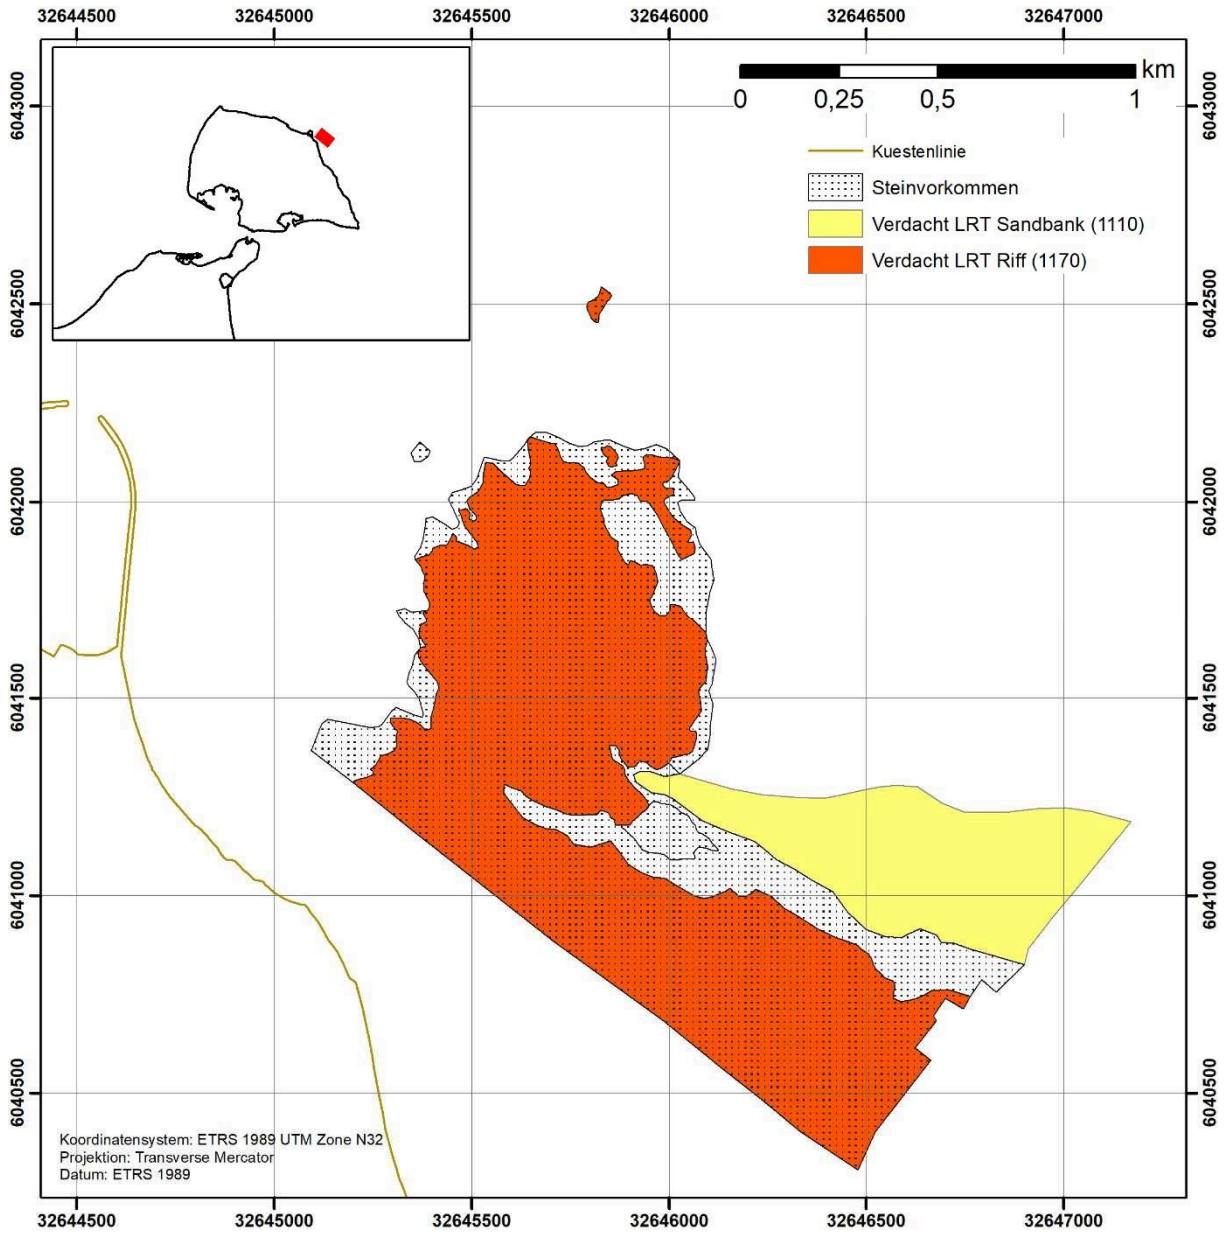 32644500 32645000 32645500 32646000 32646500 32647000
6043000
6042500
6042000
6041500
6041000
6040500
km
0 0,25 0,5 1
Kuestenlinie
Steinvorkommen
Verdacht LRT Sandbank (1110)
Verdacht LRT Riff (1170)
6043000
6042500
6042000
6041500
6041000
6040500
Koordinatensystem: ETRS 1989 UTM Zone N32
Projektion: Transverse Mercator
Datum: ETRS 1989
32644500 32645000 32645500 32646000 32646500 32647000